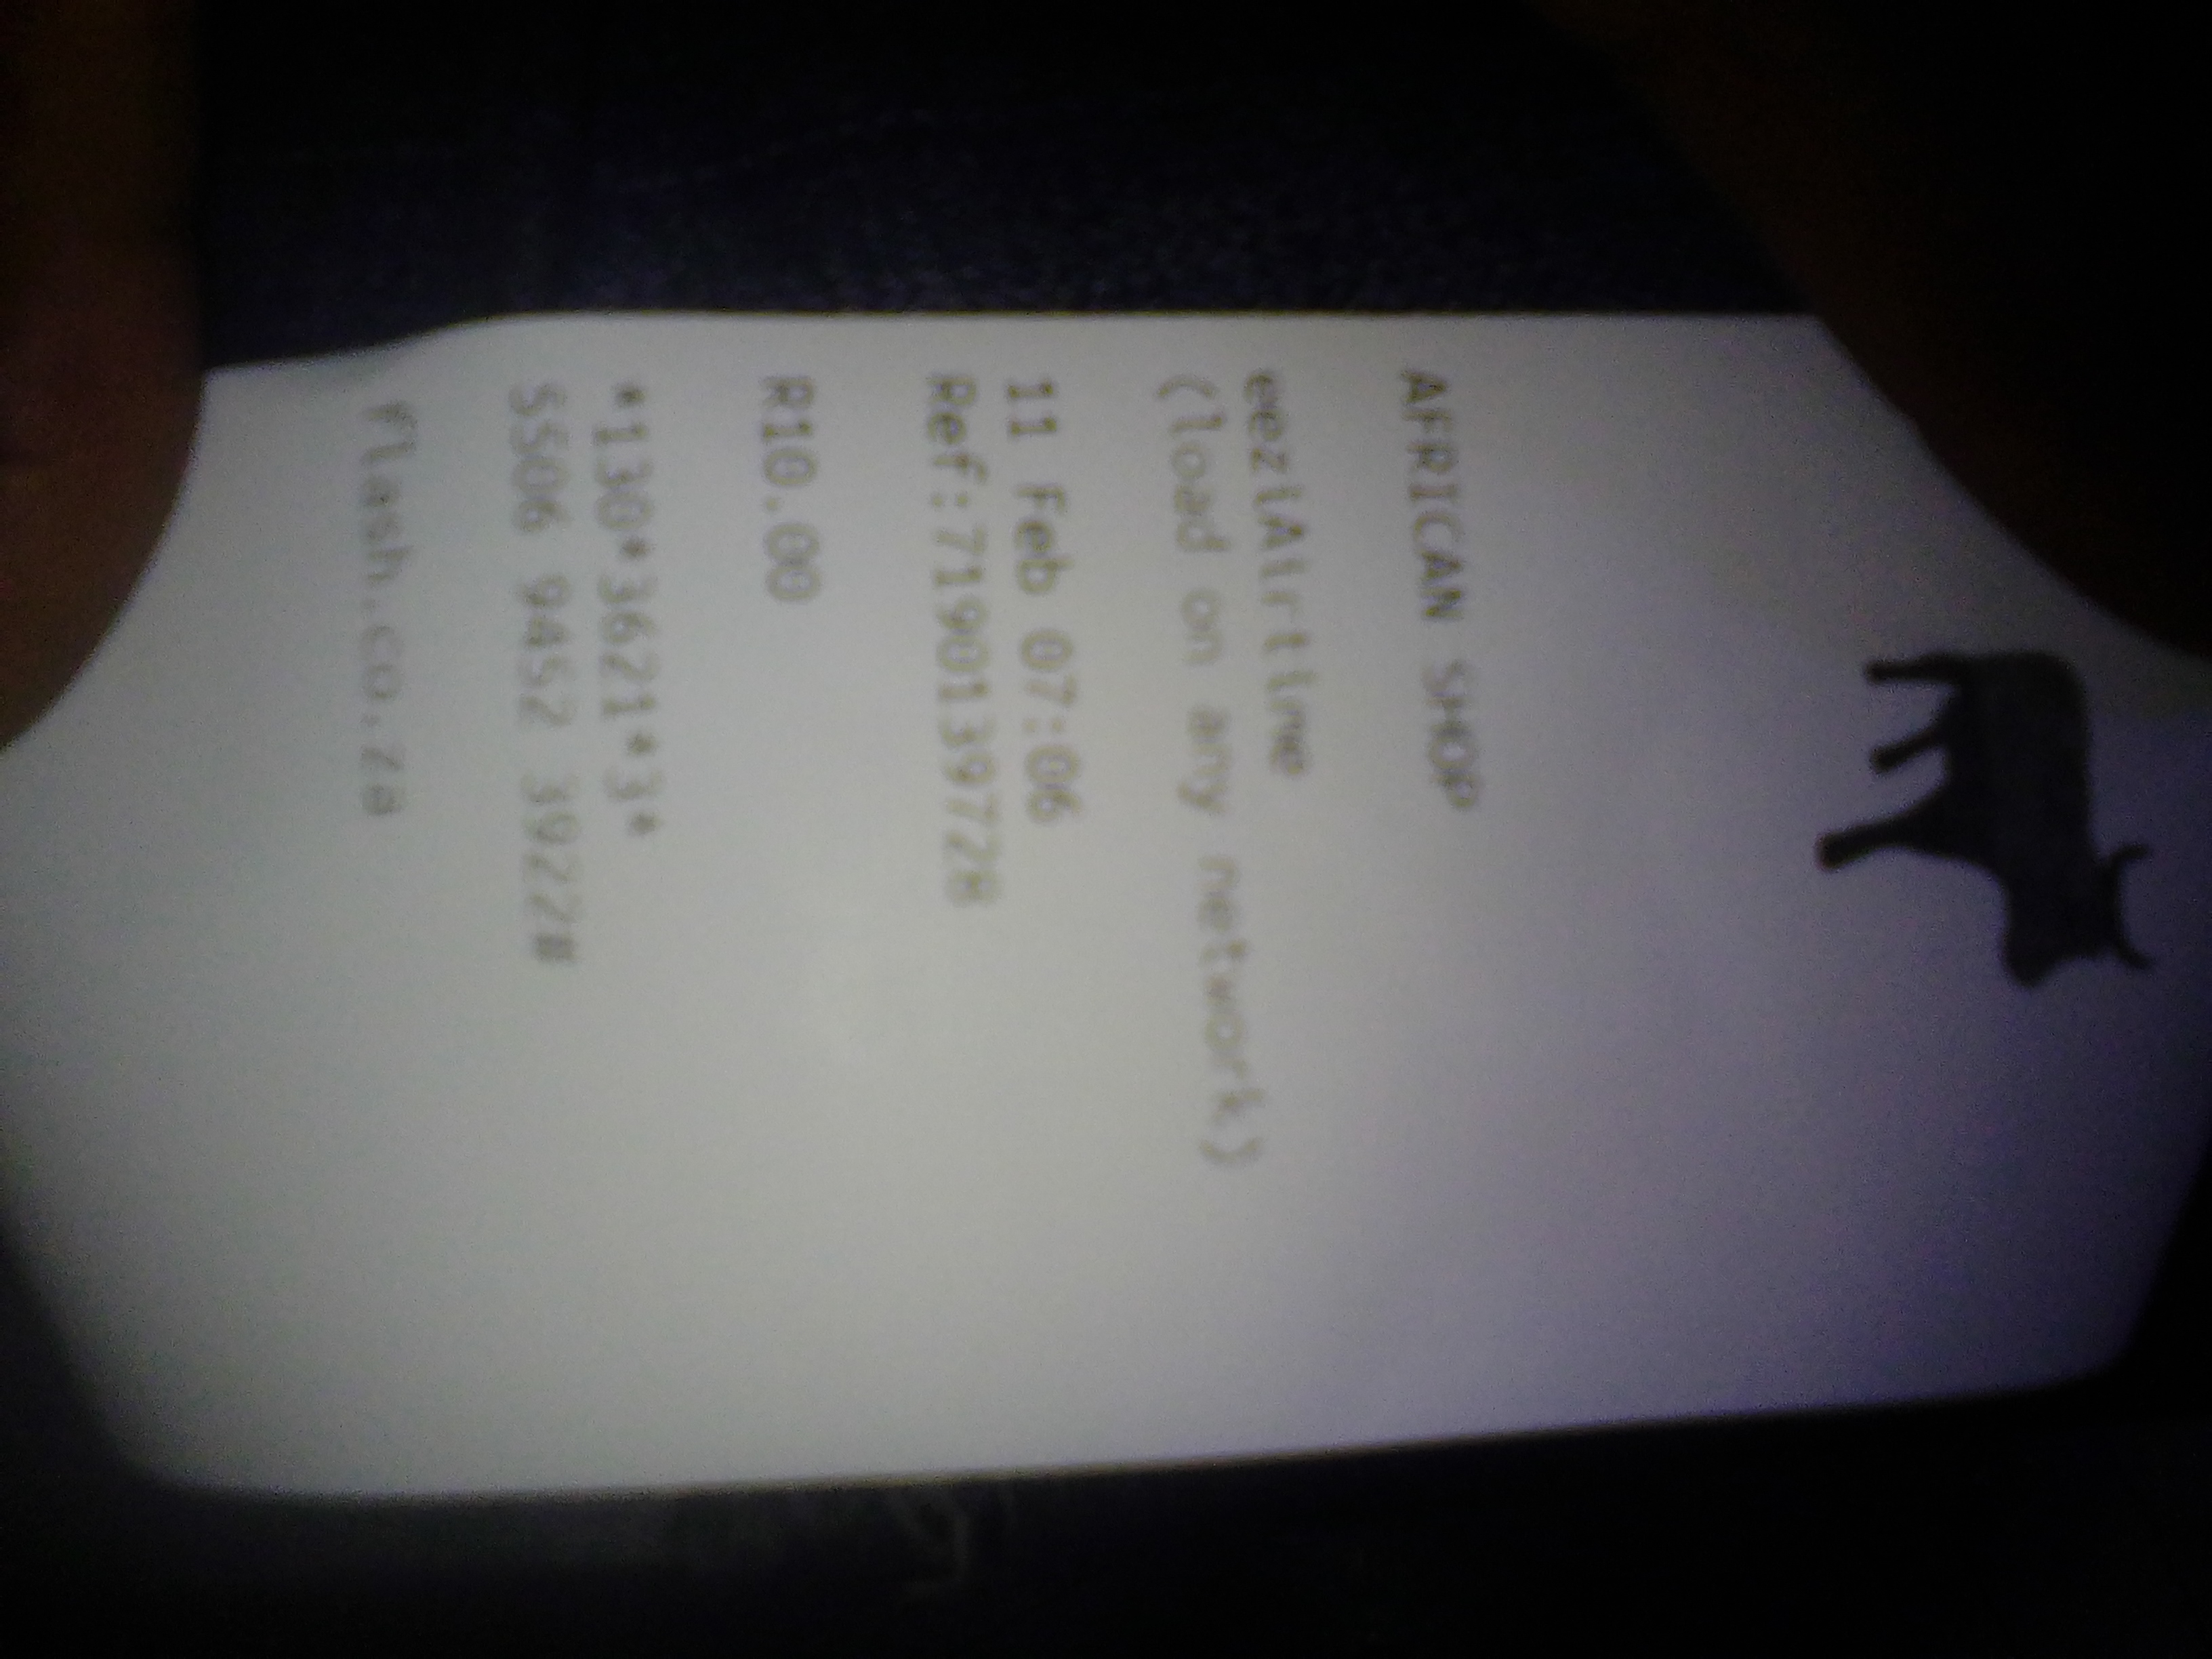 AFRICAN SHOP
eeziAirtime
(load on any network)
11 Feb 07:06
Ref:7190139728
R10.00
*130*3621*3*
5506 9452 3922#
flash.co.za